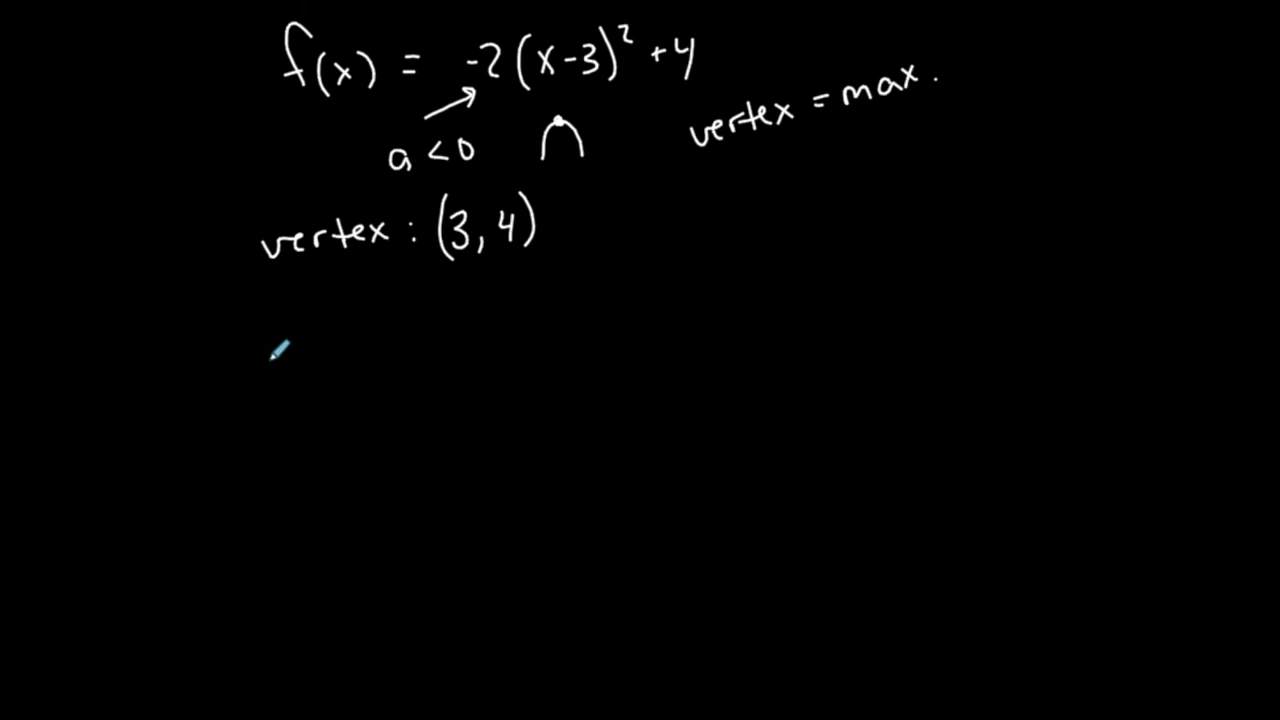 f(x) = -2(x-3)² +4
vertex = max.
a <0
vertex : (3, 4)